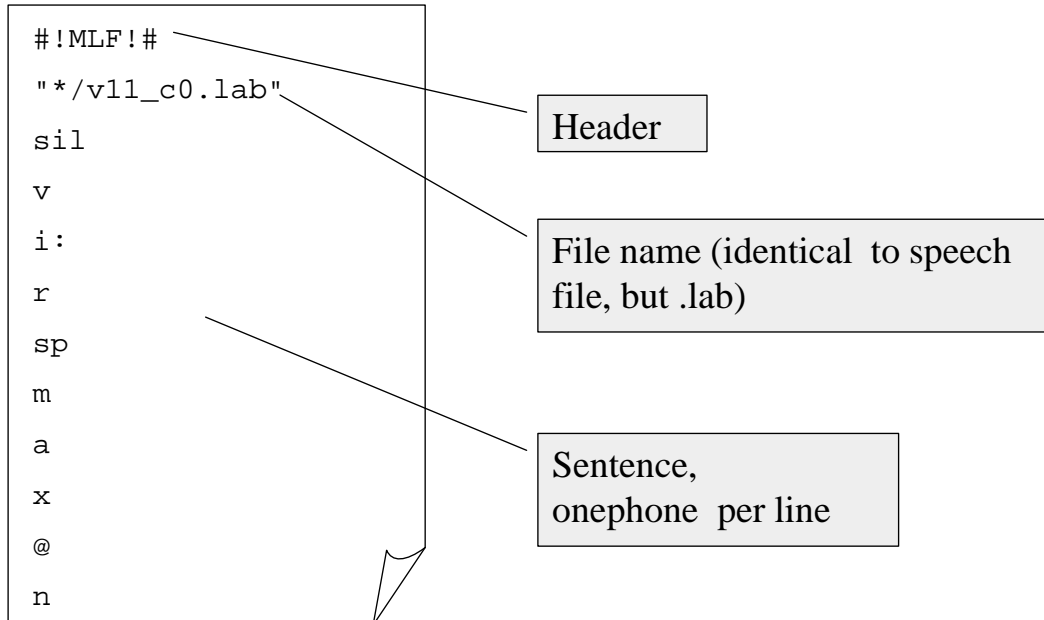 #!MLF!#
"*/v11_c0.lab"
sil
v
i:
r
sp
m
a
x
@
n
Header
File name (identical to speech
file, but .lab)
Sentence,
onephone per line